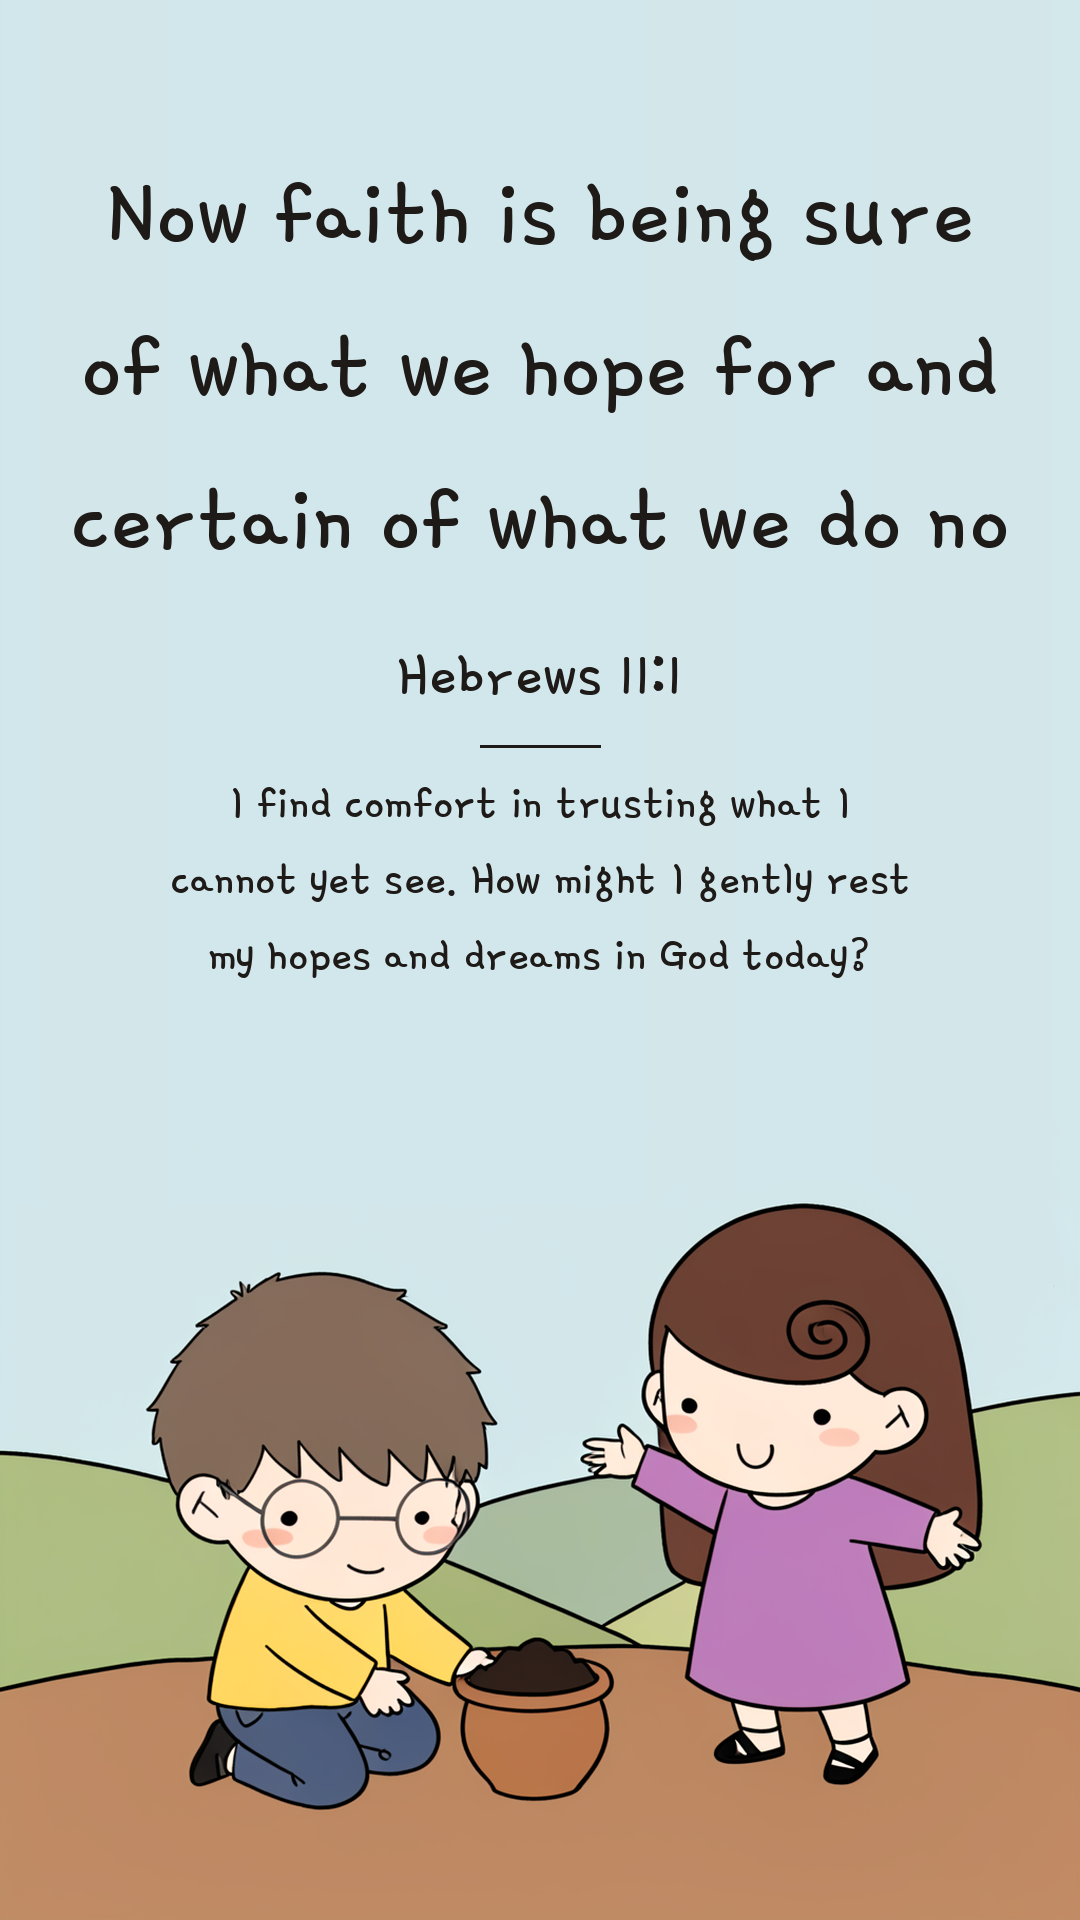 Now faith is being sure
of what we hope for and
certain of what we do no
Hebrews 11:1
I find comfort in trusting what I
cannot yet see. How might I gently rest
my hopes and dreams in God today?